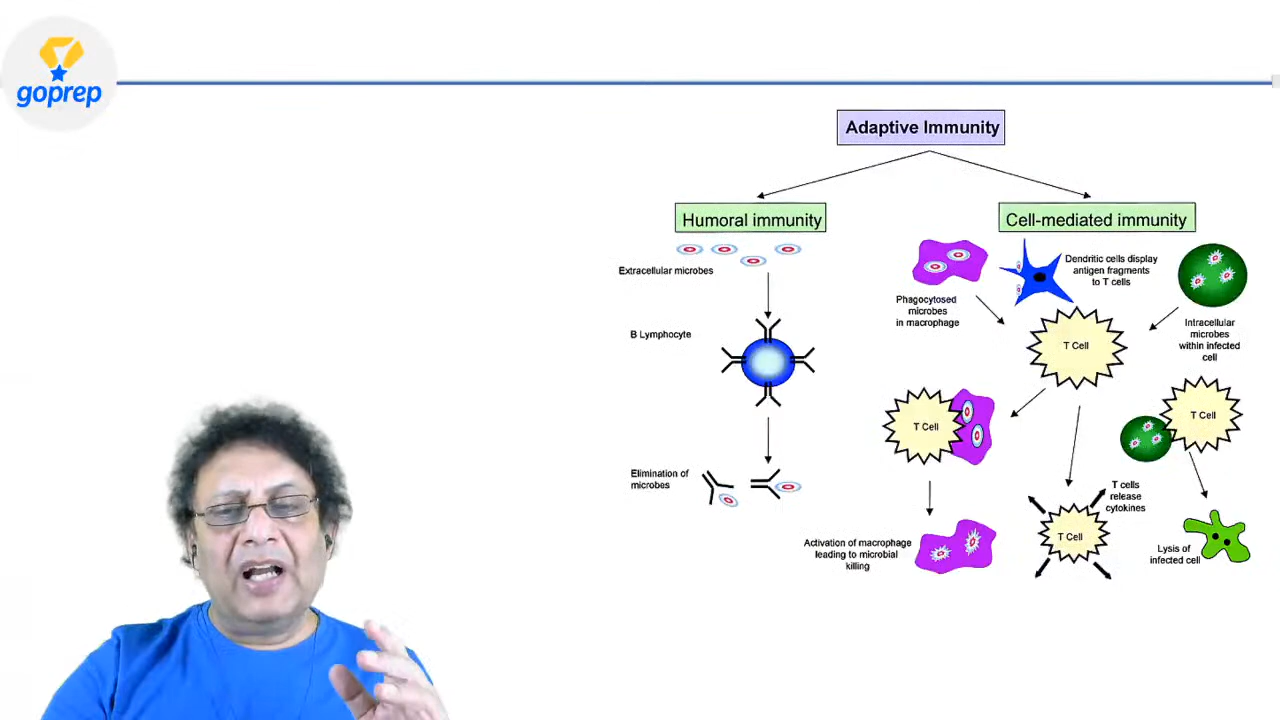 goprep
Adaptive Immunity
Humoral immunity
Extracellular microbes
B Lymphocyte
Elimination of
microbes
Cell-mediated immunity
Phagocytosed
microbes
in macrophage
Dendritic cells display
antigen fragments
to T cells
Intracellular
microbes
within infected
cell
T Cell
T Cell
T Cell
Activation of macrophage
leading to microbial
killing
T cells
release
cytokines
T Cell
Lysis of
infected cell